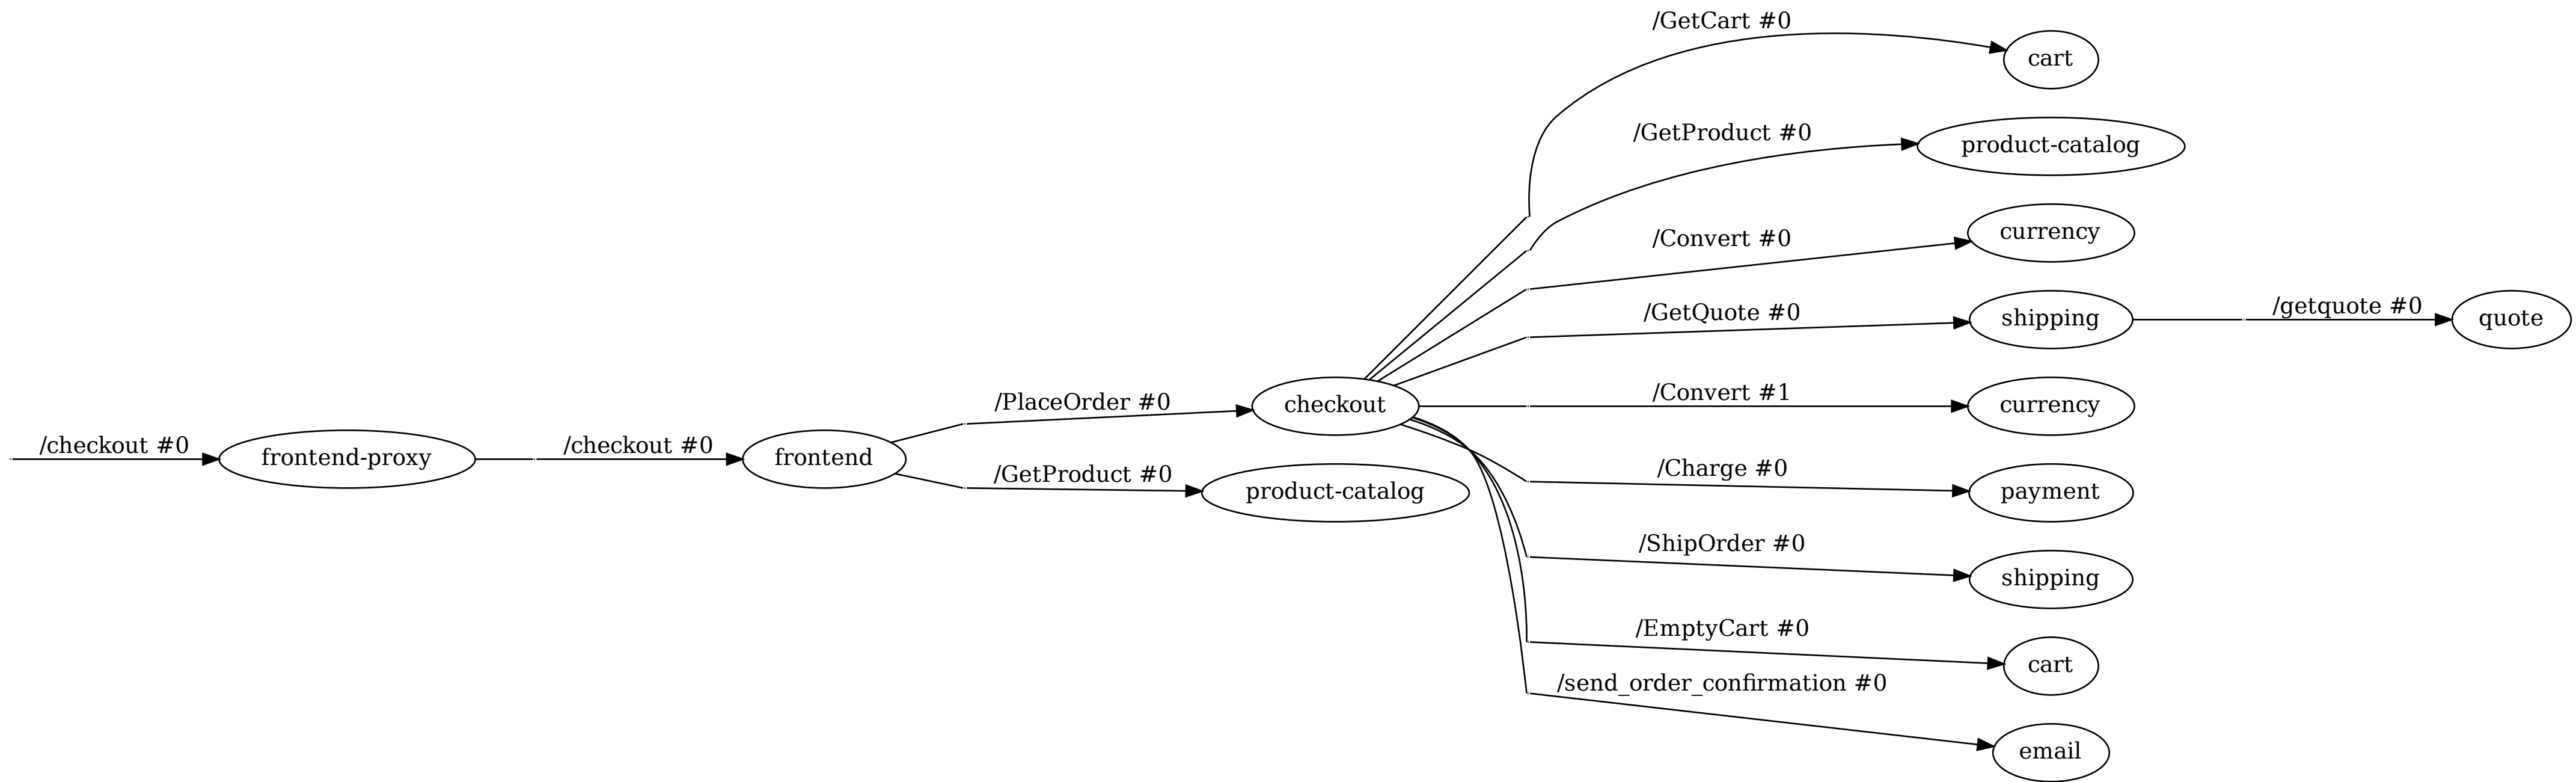 /GetCart #0
cart
/GetProduct #0
product-catalog
/Convert #0
currency
/GetQuote #0
shipping
/getquote #0
quote
/checkout #0
frontend-proxy
/checkout #0
frontend
/PlaceOrder #0
checkout
/GetProduct #0
product-catalog
/Convert #1
currency
/Charge #0
payment
/ShipOrder #0
shipping
/EmptyCart #0
cart
/send_order_confirmation #0
email